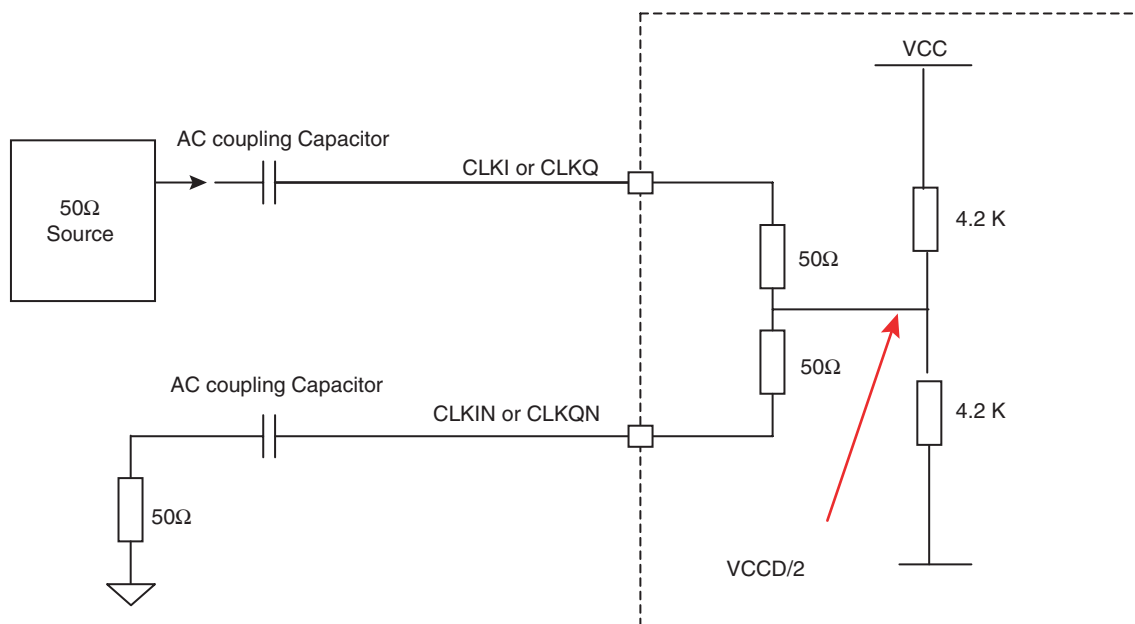 VCC
AC coupling Capacitor
CLKI or CLKQ
50Ω
Source
4.2 K
50Ω
50Ω
AC coupling Capacitor
CLKIN or CLKQN
4.2 K
50Ω
VCCD/2